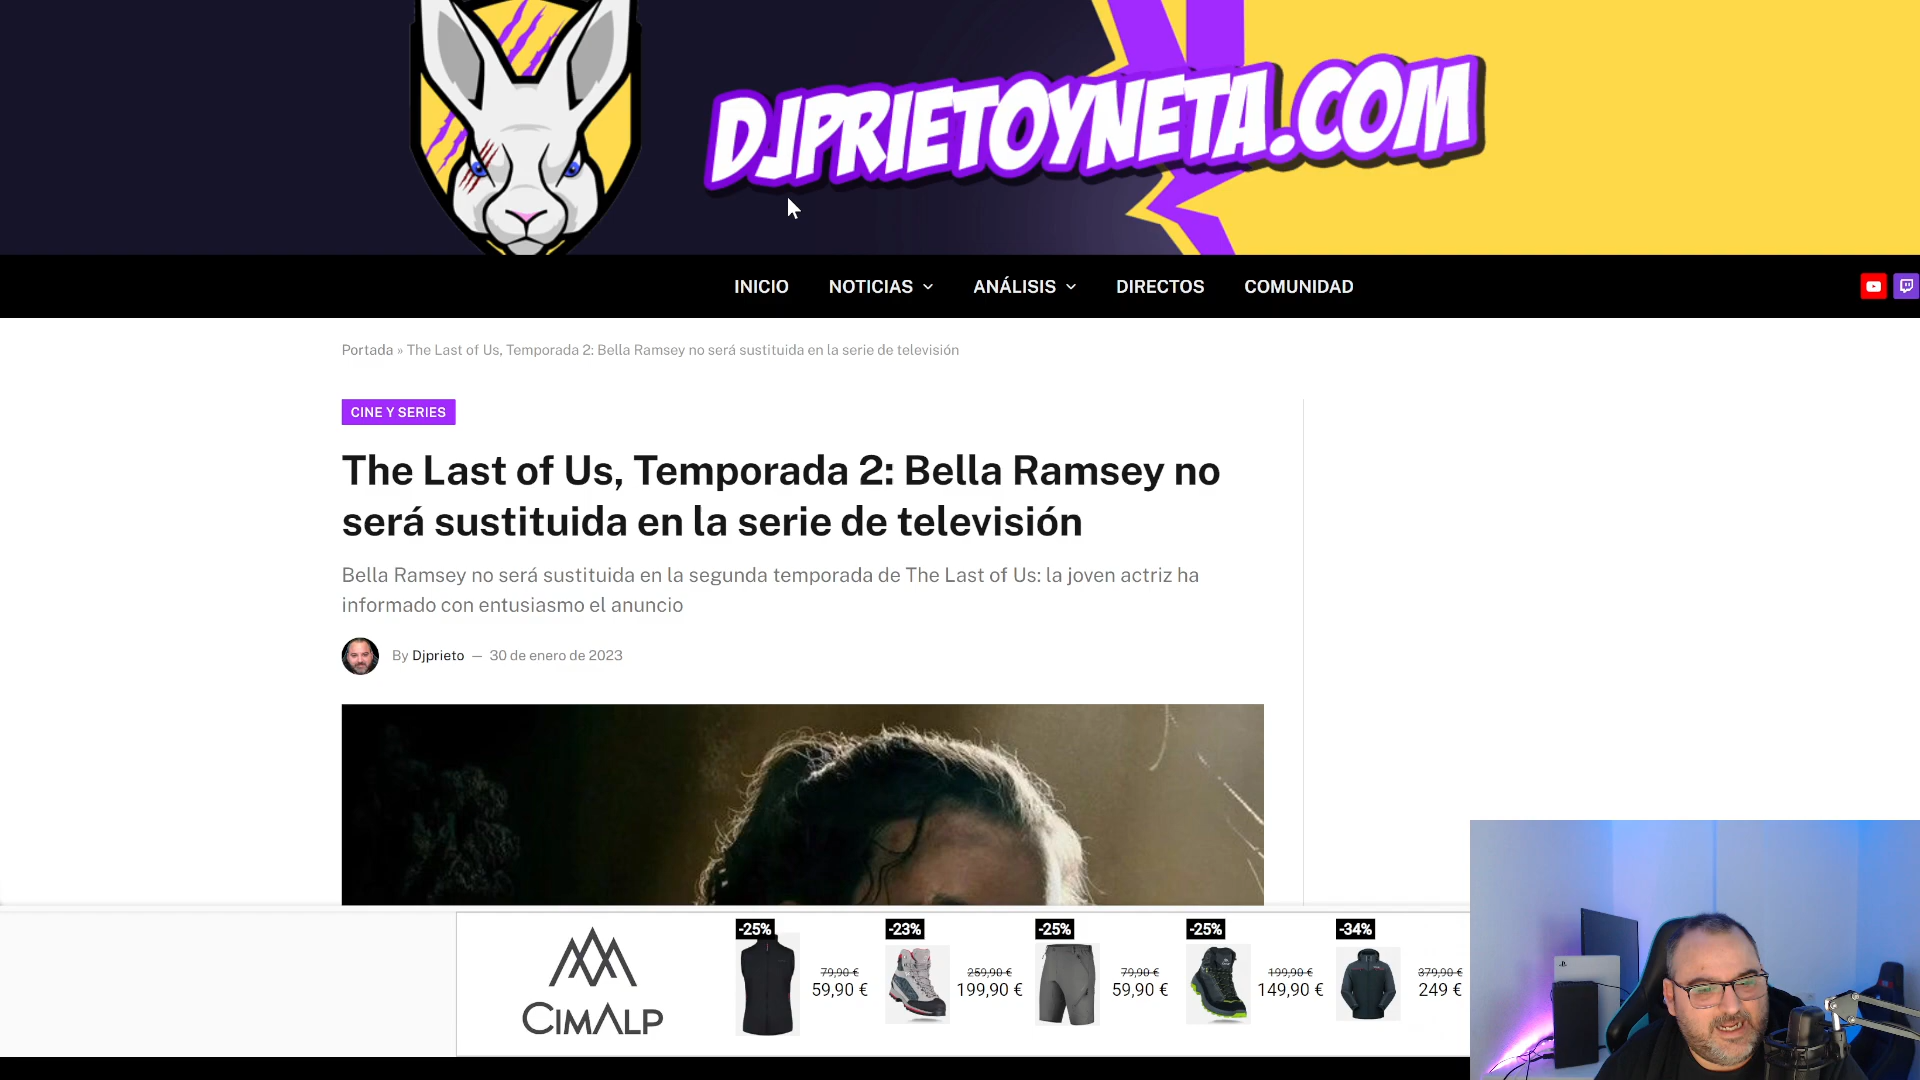 DJPRIETOYNETA.COM
INICIO NOTICIAS ANÁLISIS DIRECTOS COMUNIDAD
Portada » The Last of Us, Temporada 2: Bella Ramsey no será sustituida en la serie de televisión
CINE Y SERIES
The Last of Us, Temporada 2: Bella Ramsey no
será sustituida en la serie de televisión
Bella Ramsey no será sustituida en la segunda temporada de The Last of Us: la joven actriz ha
informado con entusiasmo el anuncio
By Djprieto — 30 de enero de 2023
-25% -23% -25% -25% -34%
79,90 € 259,90 € 79,90 € 199,90 € 379,90 €
59,90 € 199,90 € 59,90 € 149,90 € 249 €
CIMALP